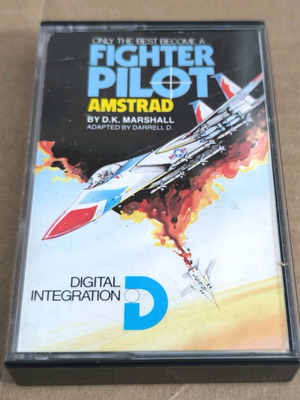 ONLY THE BEST BECOME A
FIGHTER
PILOT
AMSTRAD
BY D.K. MARSHALL
ADAPTED BY DARRELL D.
DIGITAL
INTEGRATION
D